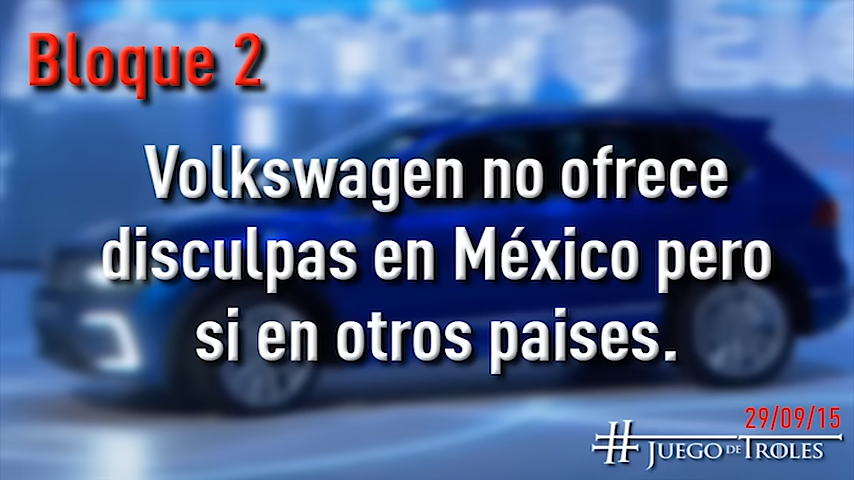 Bloque 2
Volkswagen no ofrece
disculpas en México pero
si en otros paises.
29/09/15
#JUEGO DE TROLES